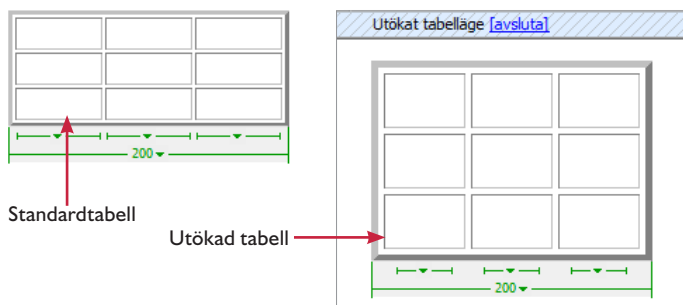 Utökat tabelläge [avsluta]
200
Standardtabell
Utökad tabell
200